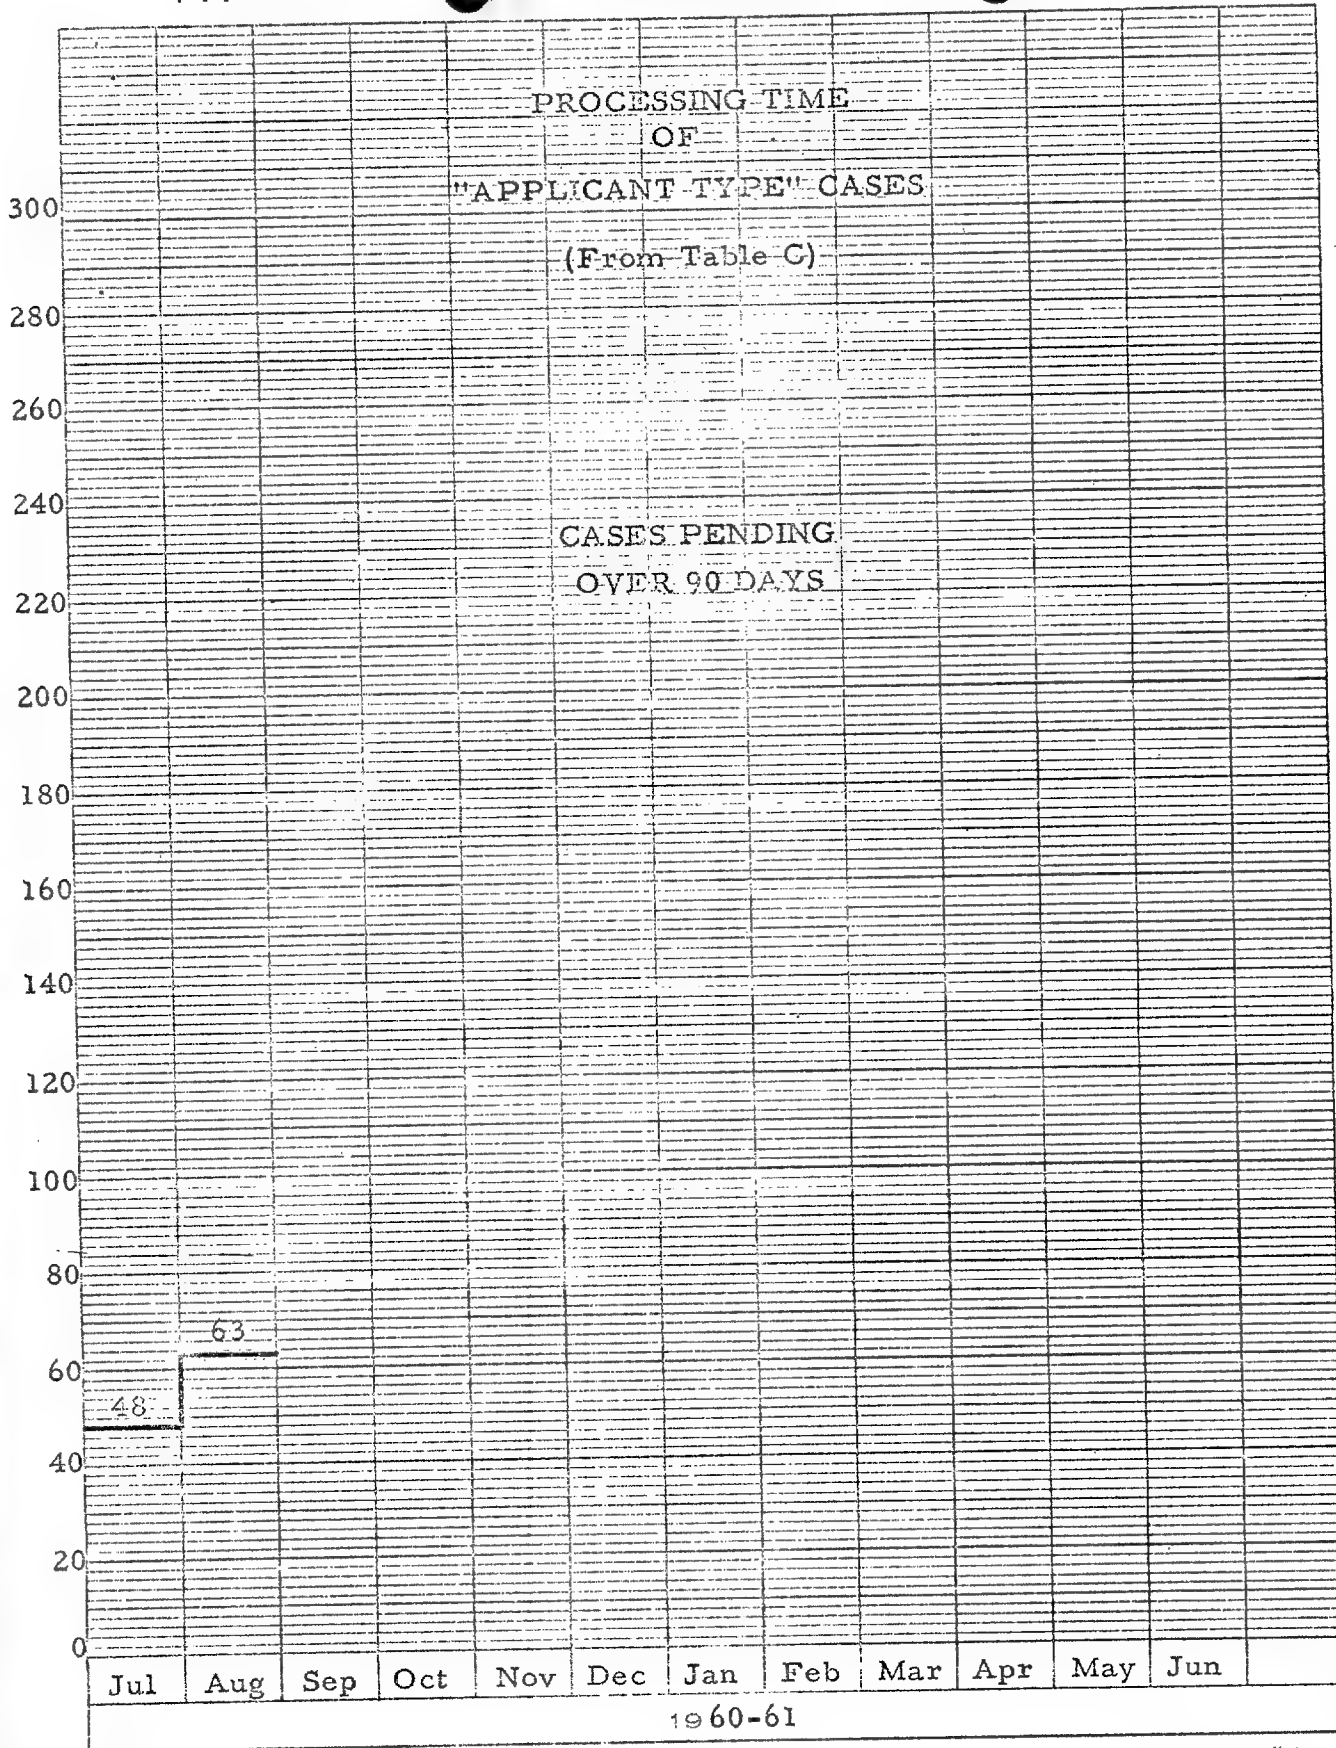 PROCESSING TIME
OF
"APPLICANT TYPE" CASES
(From Table C)
300
280
260
240
CASES PENDING
OVER 90 DAYS
220
200
180
160
140
120
100
80
63
60
48
40
20
0
Jul Aug Sep Oct Nov Dec Jan Feb Mar Apr May Jun
1960-61